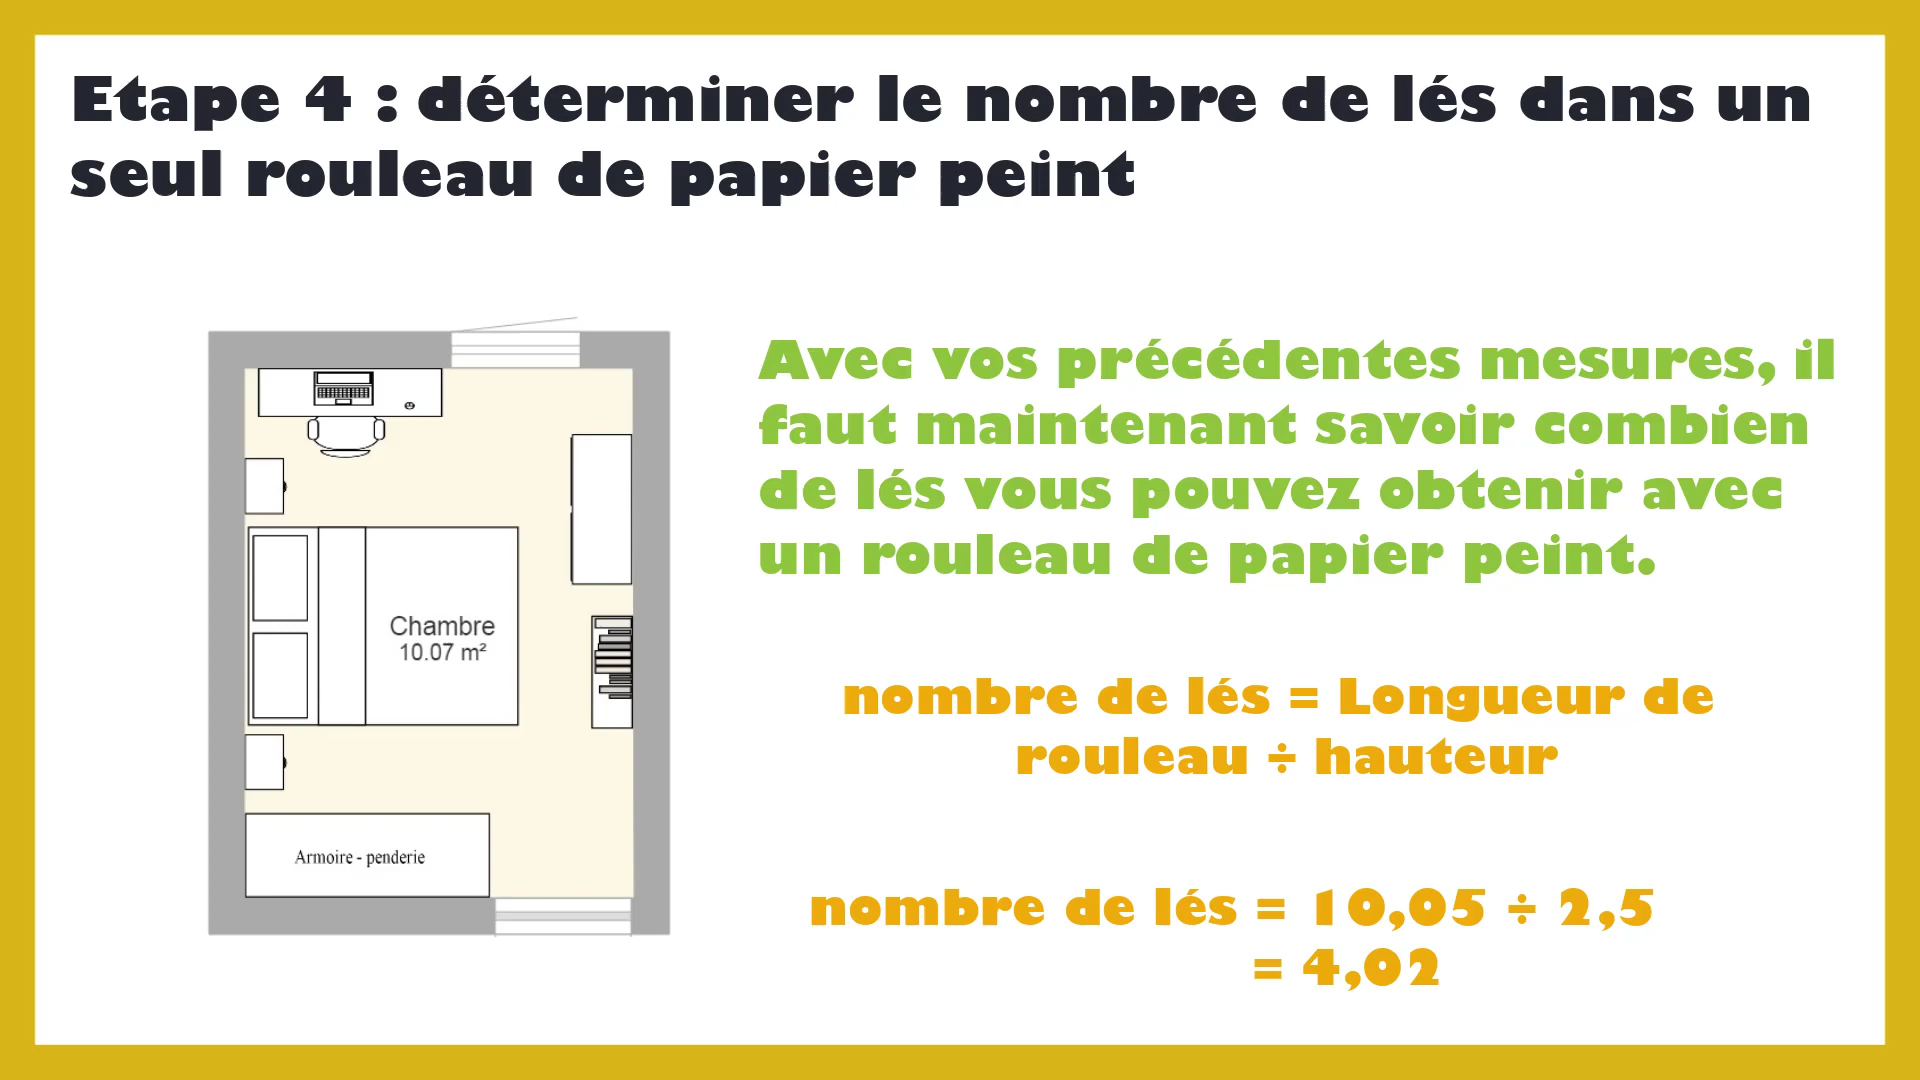 Etape 4 : déterminer le nombre de lés dans un
seul rouleau de papier peint
Avec vos précédentes mesures, il
faut maintenant savoir combien
de lés vous pouvez obtenir avec
un rouleau de papier peint.
Chambre
10.07 m²
Armoire - penderie
nombre de lés = Longueur de
rouleau ÷ hauteur
nombre de lés = 10,05 ÷ 2,5
= 4,02